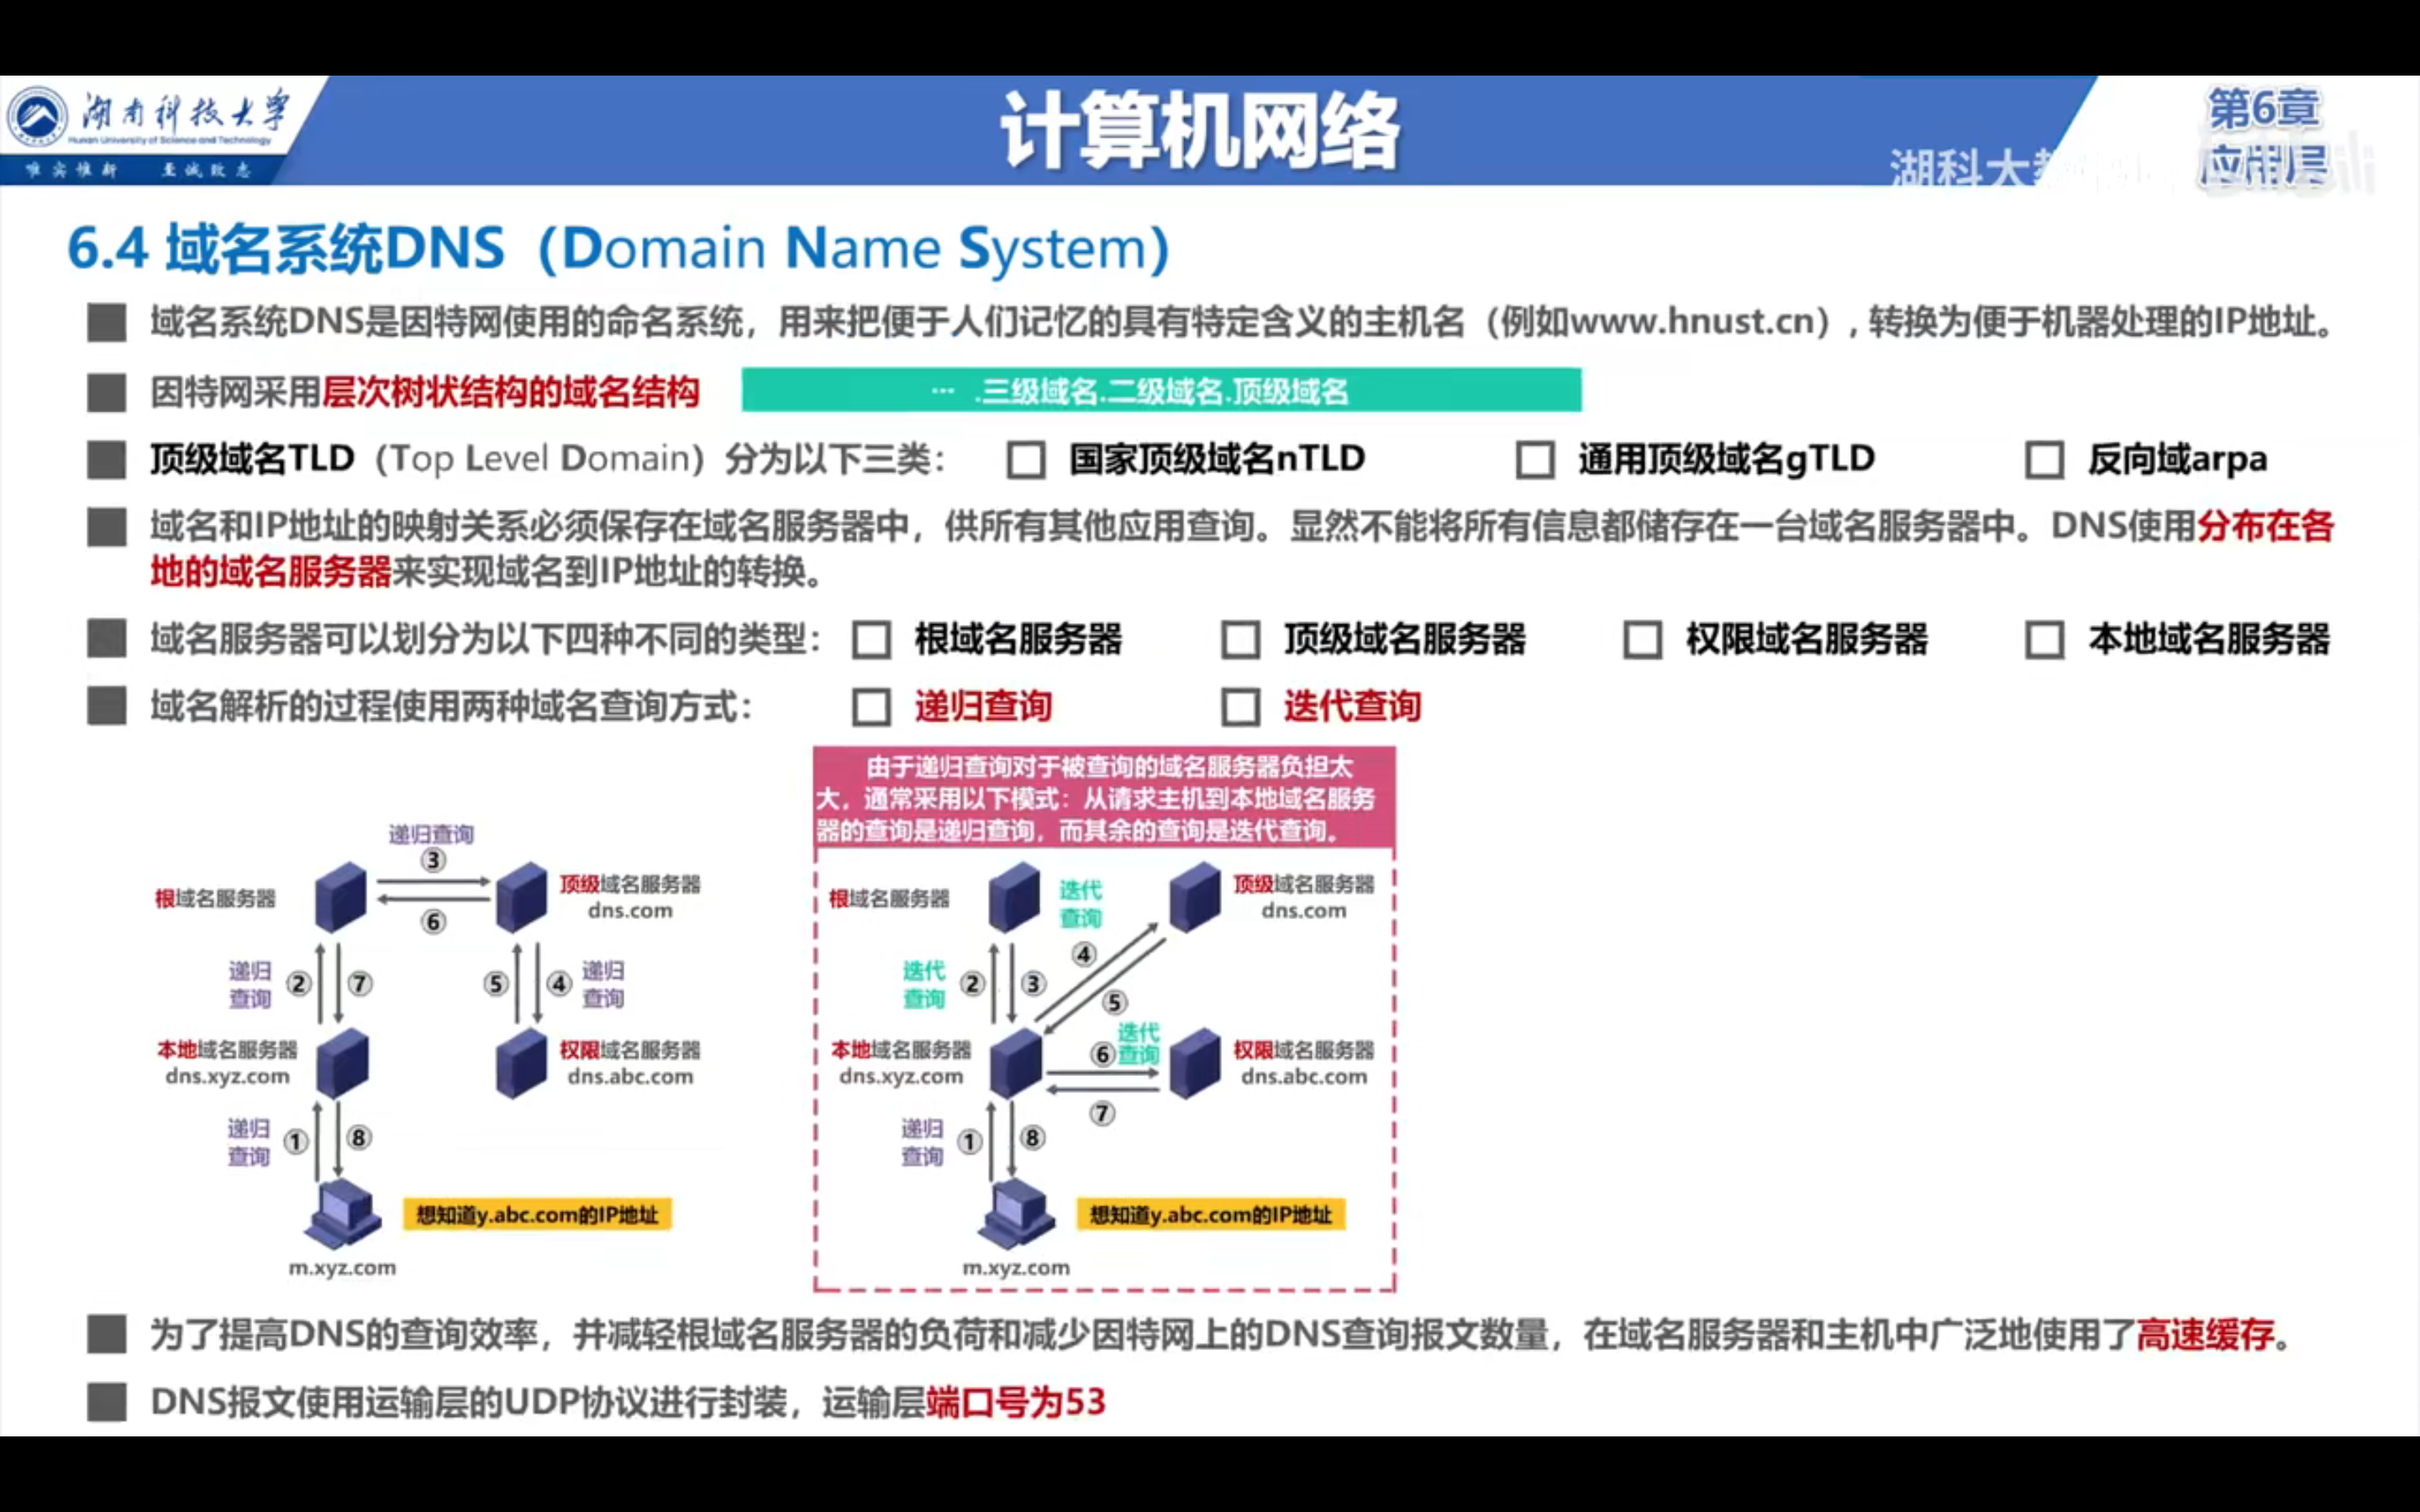 湖南科技大学
Hunan University of Science and Technology
唯实惟新 至诚致志
计算机网络
第6章
应用层
湖科大教
6.4 域名系统DNS（Domain Name System）
域名系统DNS是因特网使用的命名系统，用来把便于人们记忆的具有特定含义的主机名（例如www.hnust.cn）, 转换为便于机器处理的IP地址。
因特网采用层次树状结构的域名结构
… .三级域名.二级域名.顶级域名
顶级域名TLD（Top Level Domain）分为以下三类： 国家顶级域名nTLD 通用顶级域名gTLD 反向域arpa
域名和IP地址的映射关系必须保存在域名服务器中，供所有其他应用查询。显然不能将所有信息都储存在一台域名服务器中。DNS使用分布在各
地的域名服务器来实现域名到IP地址的转换。
域名服务器可以划分为以下四种不同的类型： 根域名服务器 顶级域名服务器 权限域名服务器 本地域名服务器
域名解析的过程使用两种域名查询方式： 递归查询 迭代查询
递归查询
③
根域名服务器
顶级域名服务器
dns.com
⑥
递归
查询
② ⑦
⑤ ④
递归
查询
本地域名服务器
dns.xyz.com
权限域名服务器
dns.abc.com
递归
查询
① ⑧
想知道y.abc.com的IP地址
m.xyz.com
由于递归查询对于被查询的域名服务器负担太
大，通常采用以下模式：从请求主机到本地域名服务
器的查询是递归查询，而其余的查询是迭代查询。
根域名服务器
迭代
查询
顶级域名服务器
dns.com
④
迭代
查询
② ③
⑤
迭代
查询
⑥
本地域名服务器
dns.xyz.com
权限域名服务器
dns.abc.com
⑦
递归
查询
① ⑧
想知道y.abc.com的IP地址
m.xyz.com
为了提高DNS的查询效率，并减轻根域名服务器的负荷和减少因特网上的DNS查询报文数量，在域名服务器和主机中广泛地使用了高速缓存。
DNS报文使用运输层的UDP协议进行封装，运输层端口号为53